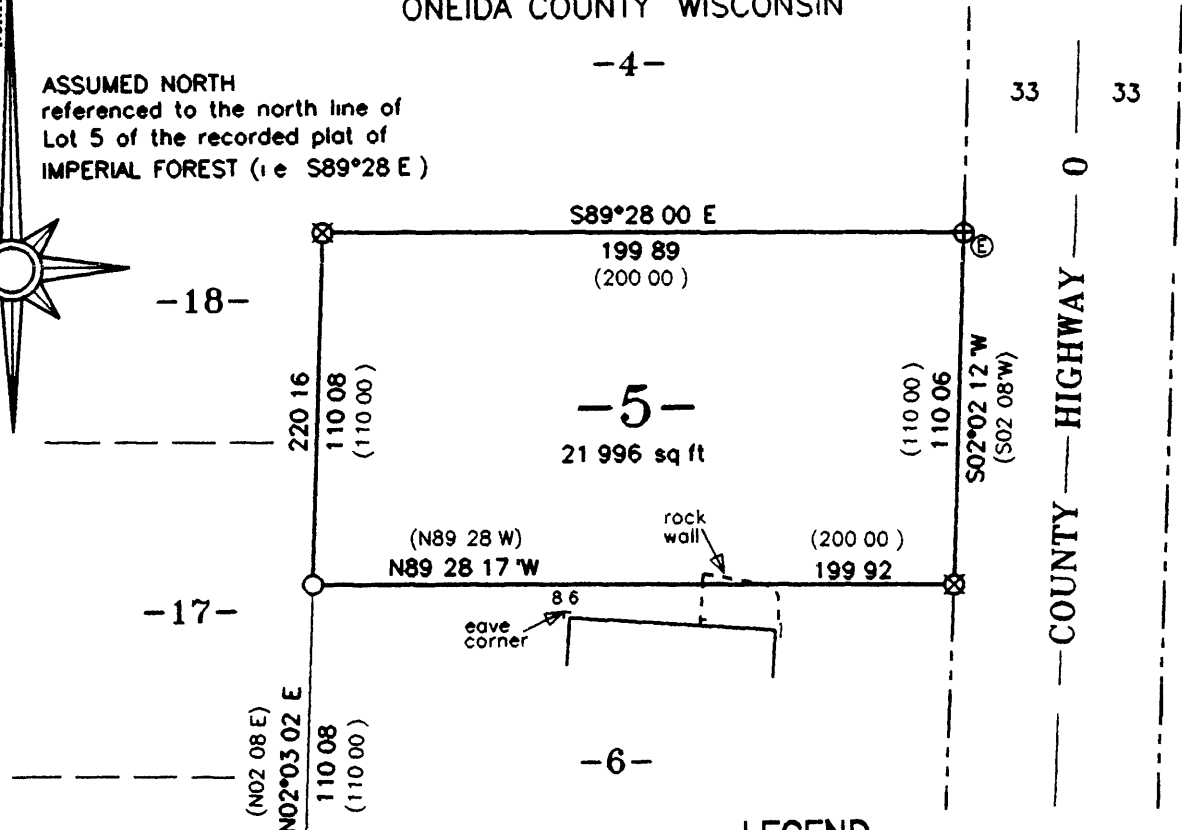 ONEIDA COUNTY WISCONSIN
-4-
33 33
ASSUMED NORTH
referenced to the north line of
Lot 5 of the recorded plat of
IMPERIAL FOREST (i e S89°28 E )
S89°28 00 E
199 89
(200 00 )
E
-18-
220 16
110 08
(110 00 )
-5-
21 996 sq ft
(110 00 )
110 06
S02°02 12 "W
(S02 08'W)
COUNTY HIGHWAY O
(N89 28 W)
N89 28 17 "W
rock
wall
(200 00 )
199 92
8 6
eave
corner
-17-
(N02 08 E)
N02°03 02 E
110 08
(110 00 )
-6-
LEGEND